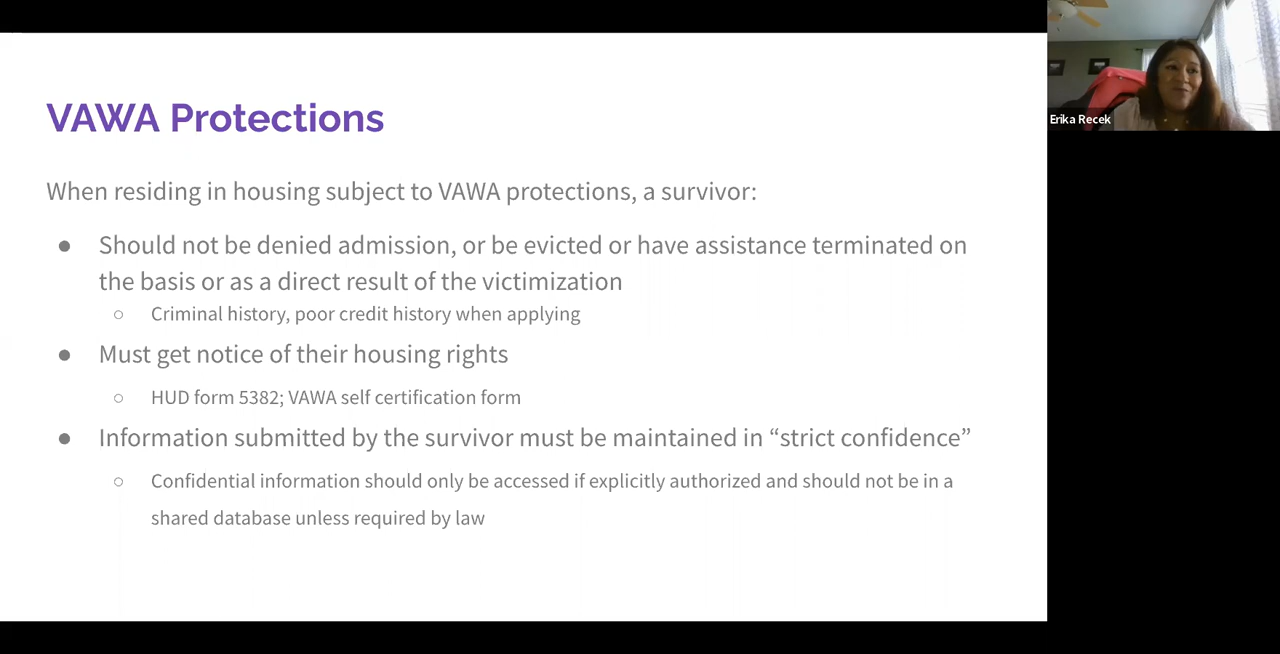 VAWA Protections
When residing in housing subject to VAWA protections, a survivor:
● Should not be denied admission, or be evicted or have assistance terminated on
the basis or as a direct result of the victimization
○ Criminal history, poor credit history when applying
● Must get notice of their housing rights
○ HUD form 5382; VAWA self certification form
● Information submitted by the survivor must be maintained in “strict confidence”
○ Confidential information should only be accessed if explicitly authorized and should not be in a
shared database unless required by law
Erika Recek